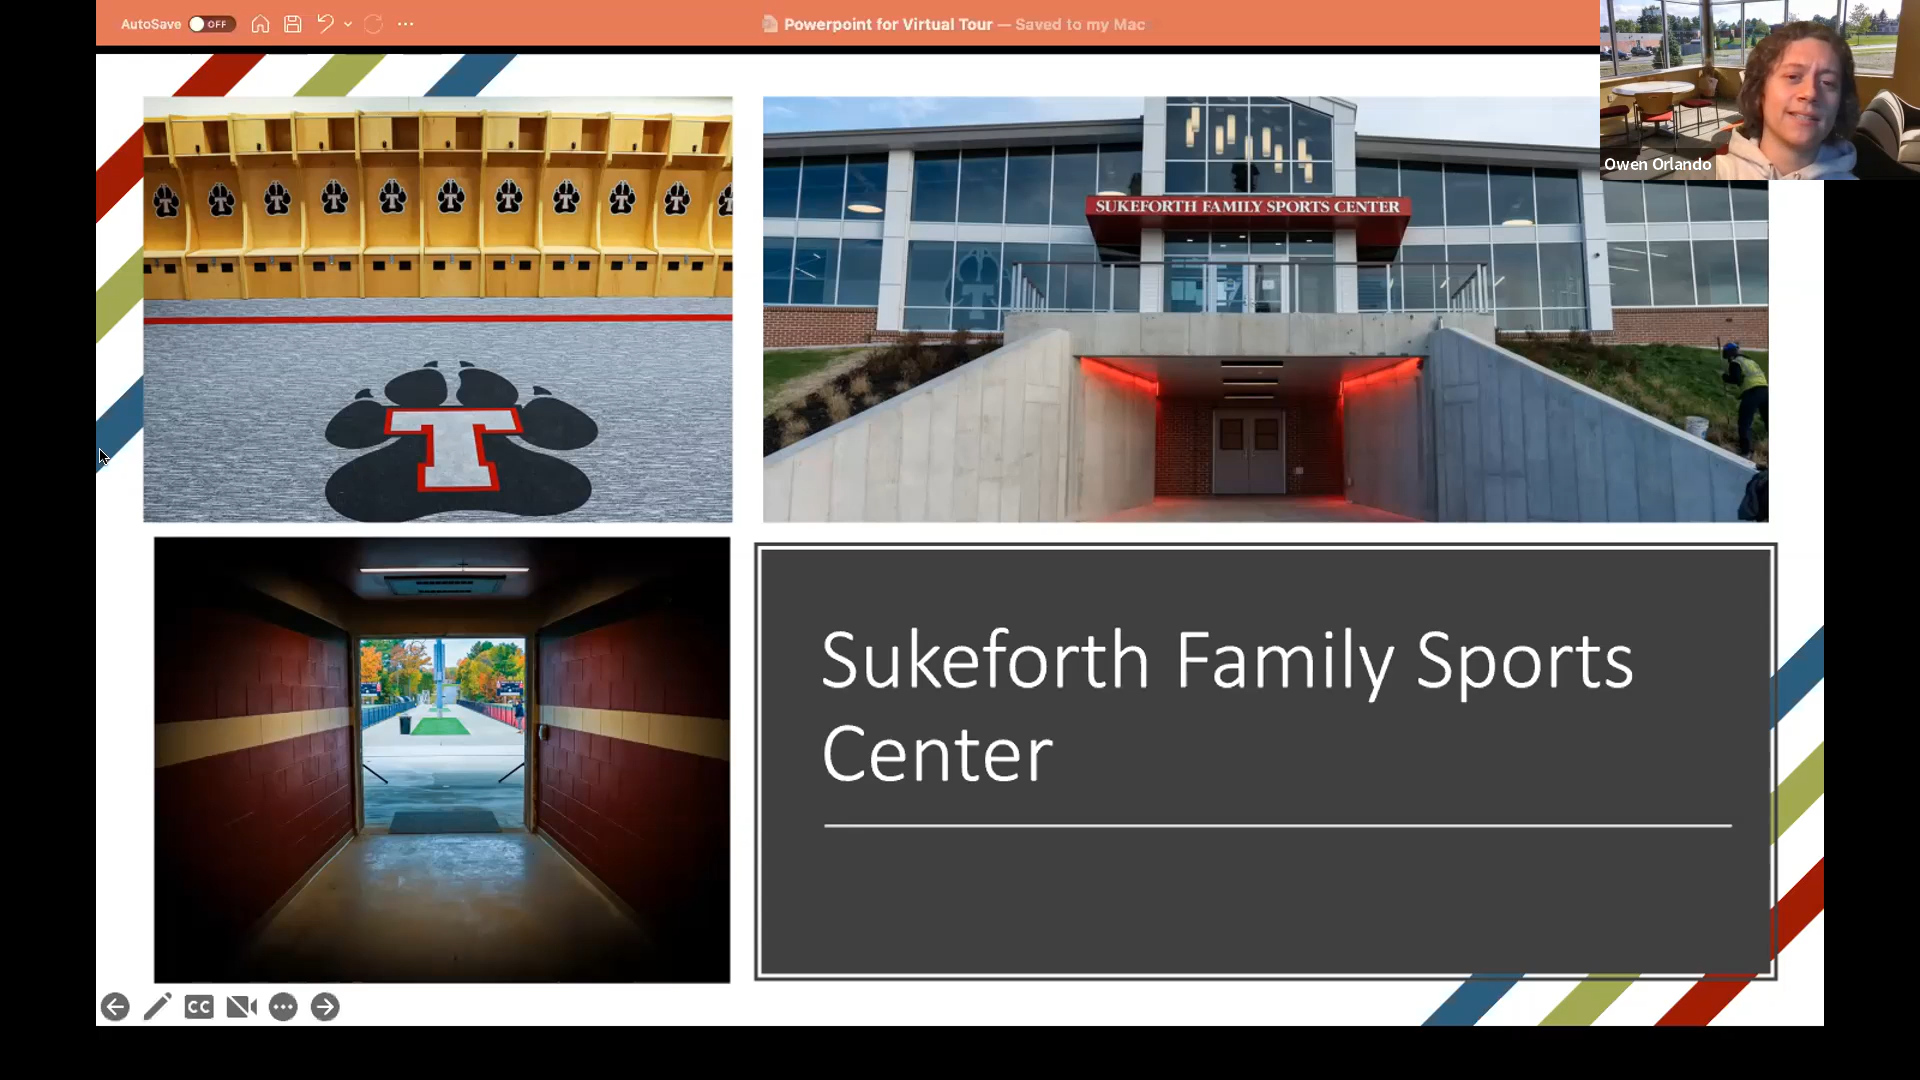 AutoSave OFF
Powerpoint for Virtual Tour — Saved to my Mac
Owen Orlando
T T T T T T T T T
SUKEFORTH FAMILY SPORTS CENTER
T
T
Sukeforth Family Sports
Center
CC